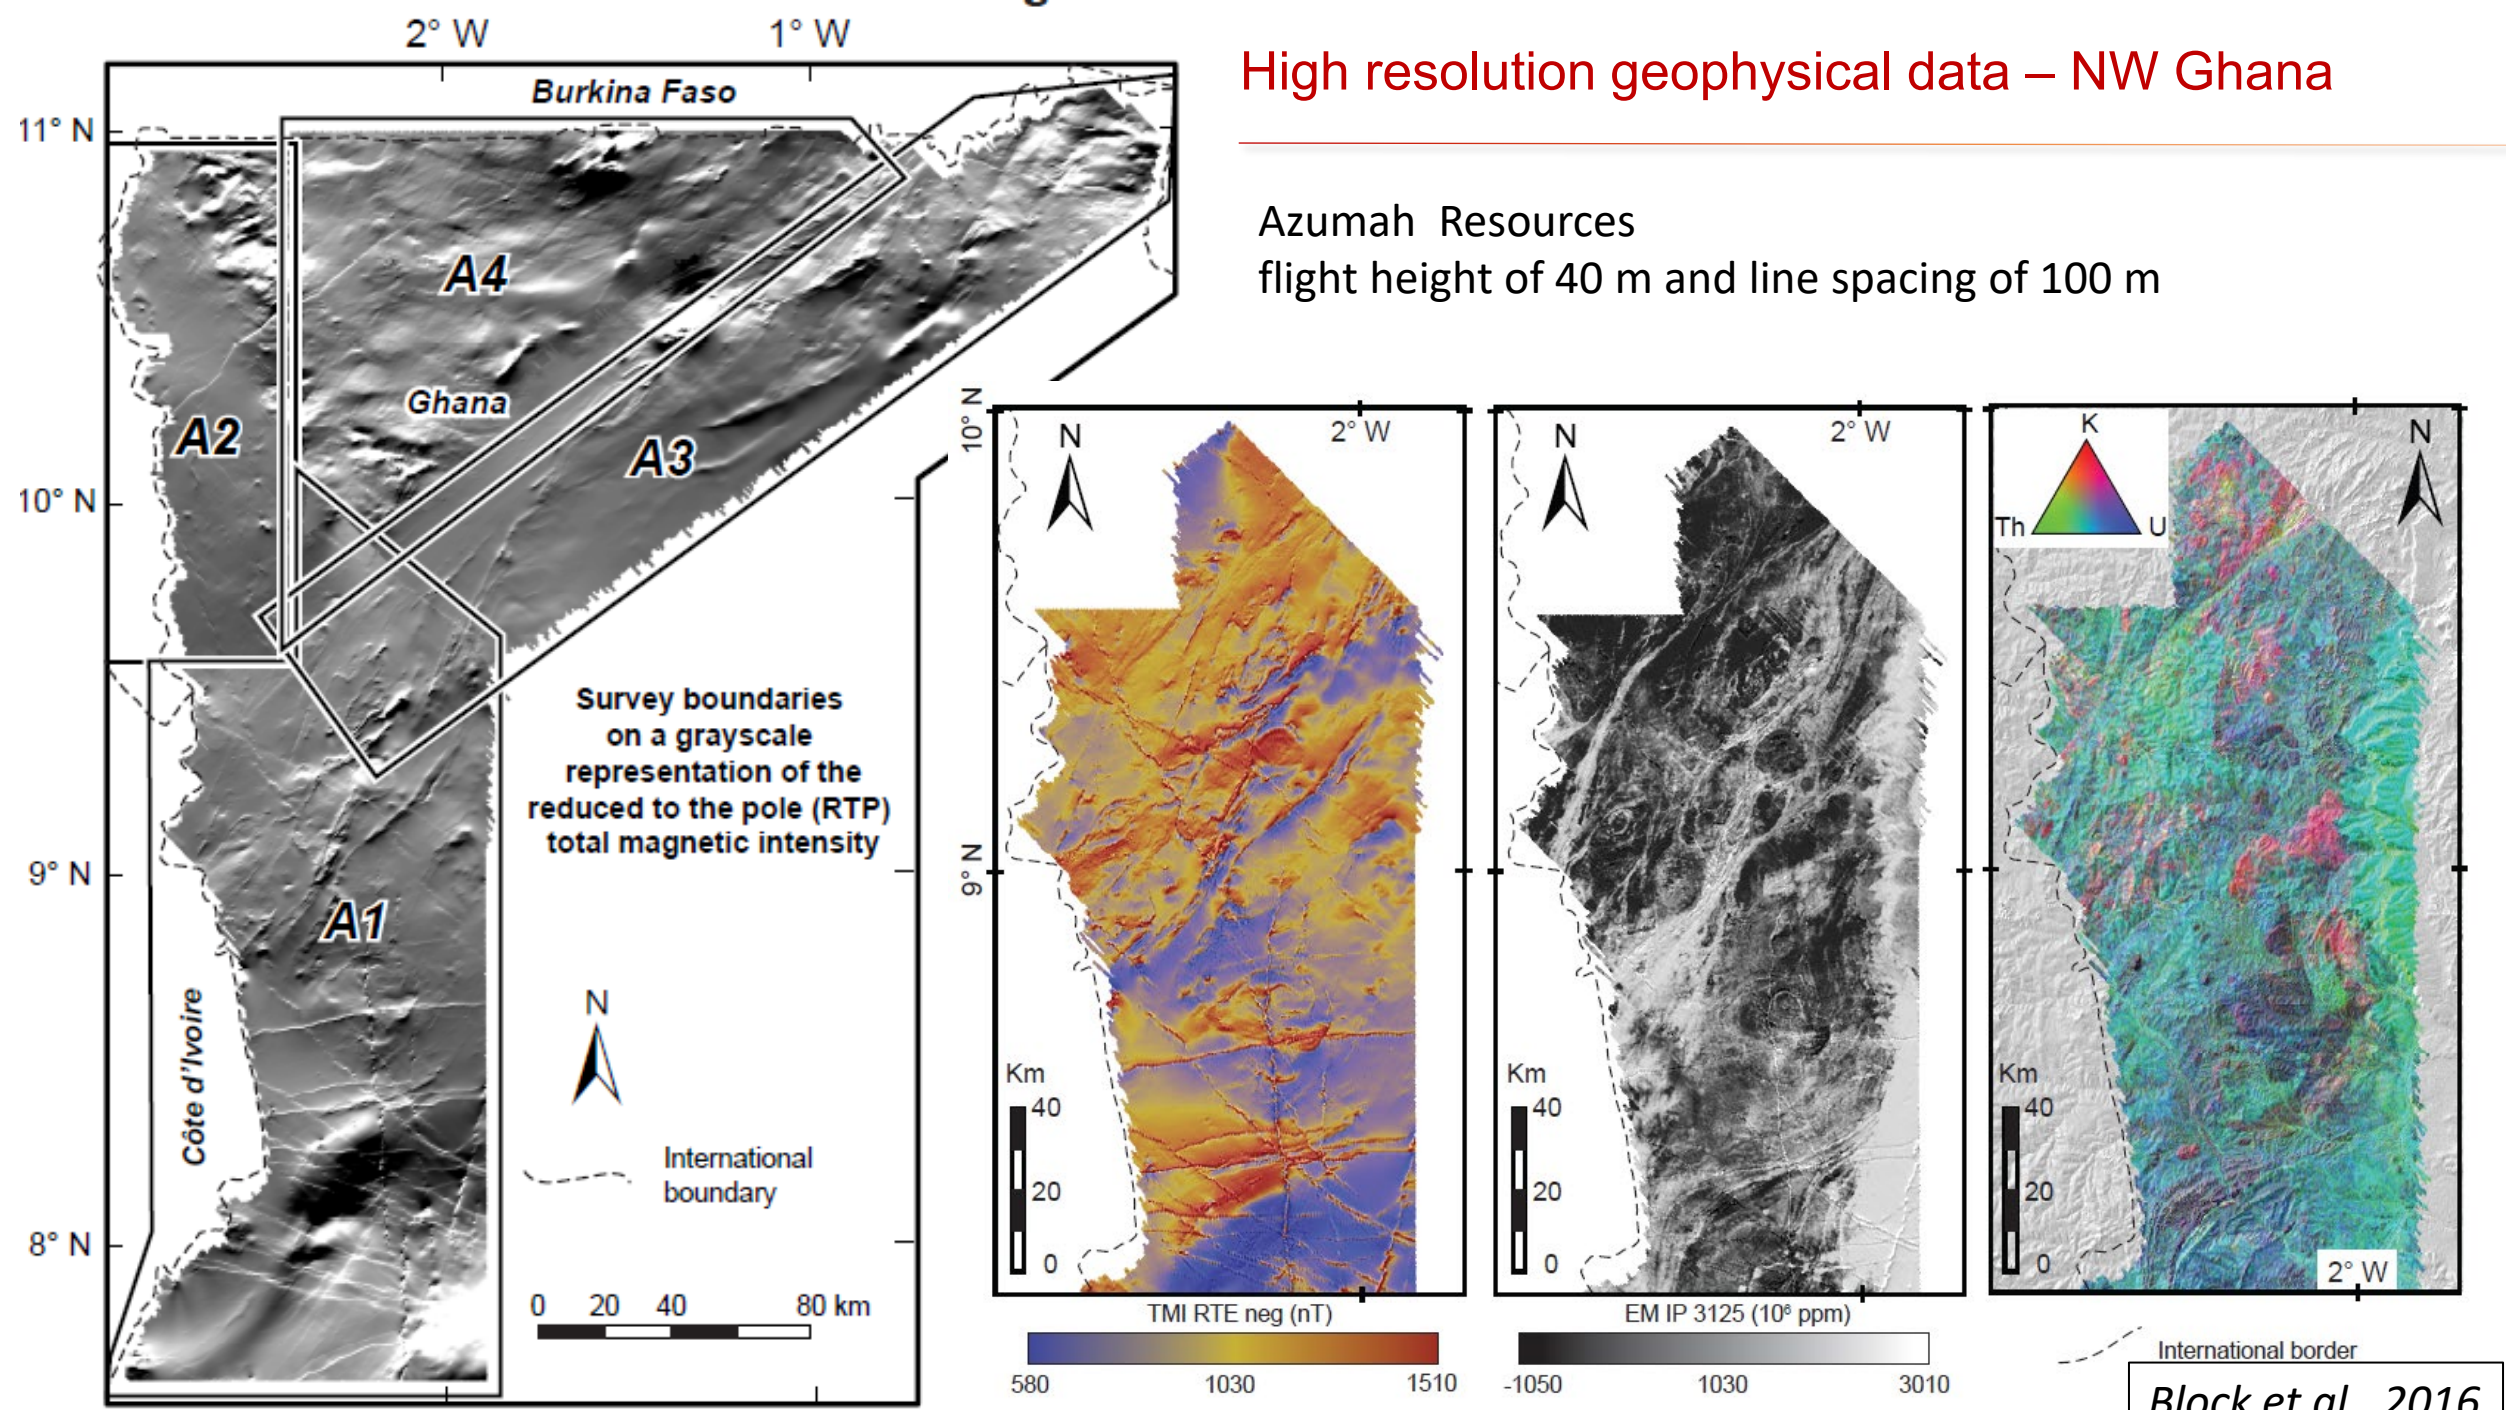 2° W
1° W
High resolution geophysical data – NW Ghana
Burkina Faso
11° N
Azumah  Resources
flight height of 40 m and line spacing of 100 m
A4
Ghana
A2
A3
10° N
Survey boundaries
on a grayscale
representation of the
reduced to the pole (RTP)
total magnetic intensity
9° N
A1
N
Côte d'Ivoire
International
boundary
8° N
0 20 40 80 km
10° N
N
2° W
9° N
Km
40
20
0
TMI RTE neg (nT)
580 1030 1510
N
2° W
Km
40
20
0
EM IP 3125 (10⁶ ppm)
-1050 1030 3010
K
Th U
N
Km
40
20
0
2° W
International border
Block et al., 2016